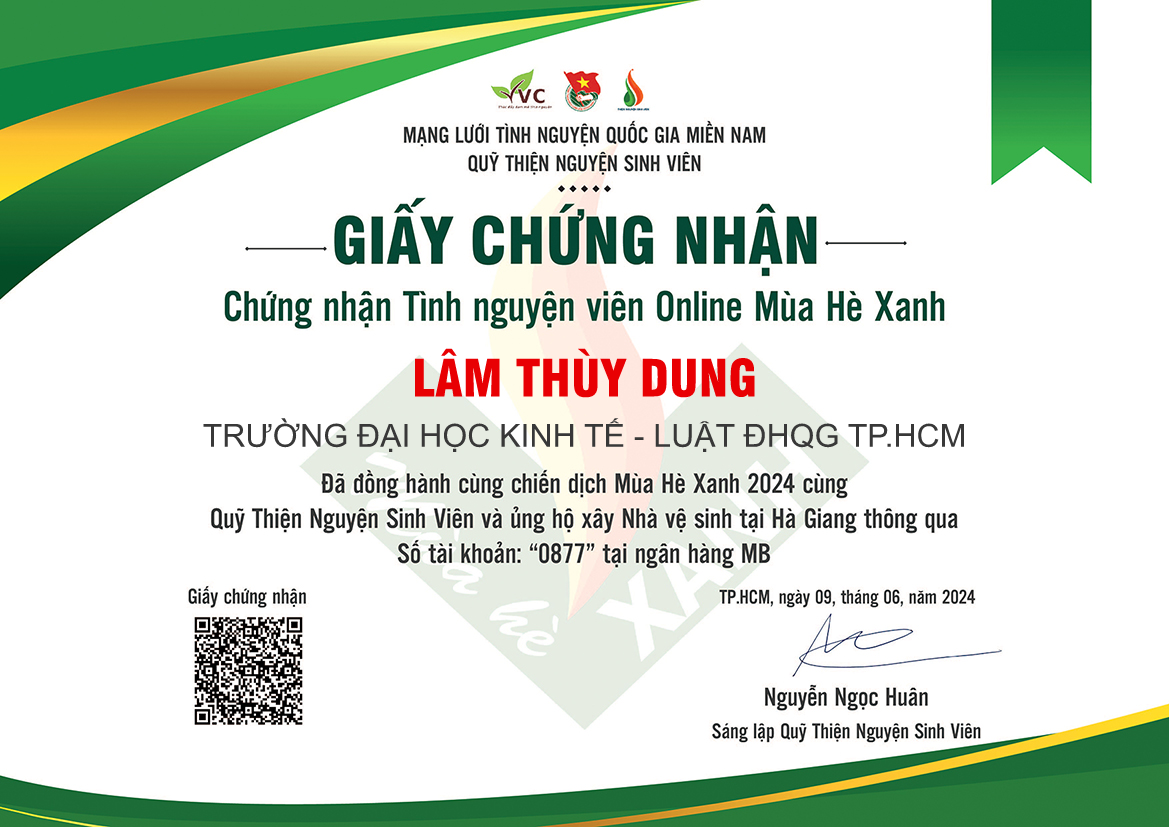 VVC
MẠNG LƯỚI TÌNH NGUYỆN QUỐC GIA MIỀN NAM
QUỸ THIỆN NGUYỆN SINH VIÊN
GIẤY CHỨNG NHẬN
Chứng nhận Tình nguyện viên Online Mùa Hè Xanh
LÂM THÙY DUNG
TRƯỜNG ĐẠI HỌC KINH TẾ - LUẬT ĐHQG TP.HCM
Đã đồng hành cùng chiến dịch Mùa Hè Xanh 2024 cùng
Quỹ Thiện Nguyện Sinh Viên và ủng hộ xây Nhà vệ sinh tại Hà Giang thông qua
Số tài khoản: “0877” tại ngân hàng MB
Mùa hè
XANH
Giấy chứng nhận
TP.HCM, ngày 09, tháng 06, năm 2024
Nguyễn Ngọc Huân
Sáng lập Quỹ Thiện Nguyện Sinh Viên